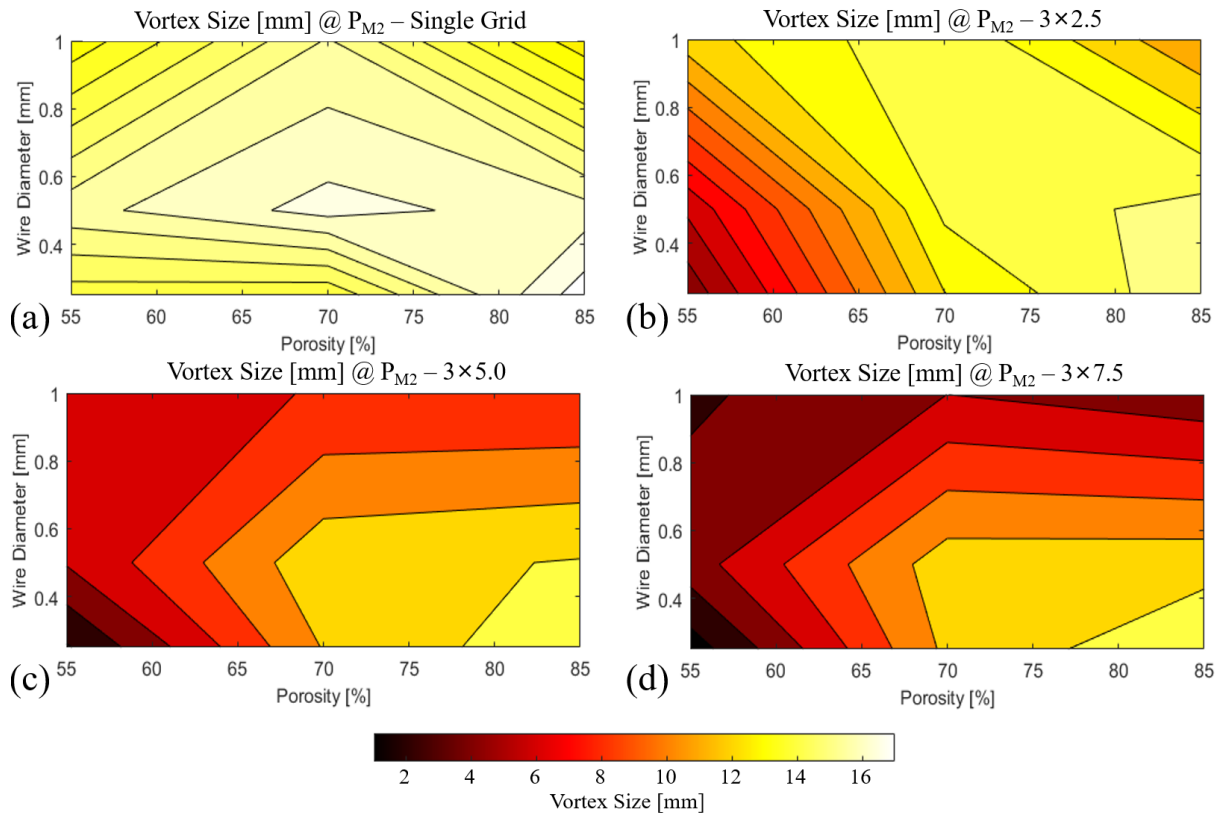 Vortex Size [mm] @ P_M2 – Single Grid
1
0.8
0.6
0.4
Wire Diameter [mm]
55 60 65 70 75 80 85
Porosity [%]
(a)
Vortex Size [mm] @ P_M2 – 3×2.5
1
0.8
0.6
0.4
Wire Diameter [mm]
55 60 65 70 75 80 85
Porosity [%]
(b)
Vortex Size [mm] @ P_M2 – 3×5.0
1
0.8
0.6
0.4
Wire Diameter [mm]
55 60 65 70 75 80 85
Porosity [%]
(c)
Vortex Size [mm] @ P_M2 – 3×7.5
1
0.8
0.6
0.4
Wire Diameter [mm]
55 60 65 70 75 80 85
Porosity [%]
(d)
2 4 6 8 10 12 14 16
Vortex Size [mm]